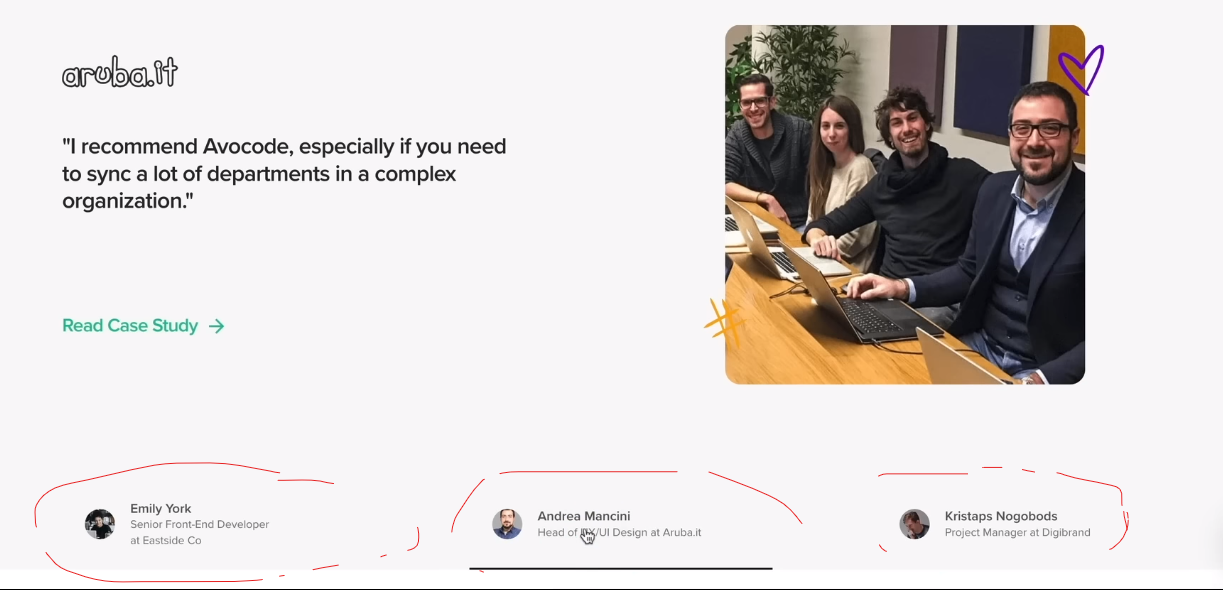 aruba.it
"I recommend Avocode, especially if you need
to sync a lot of departments in a complex
organization."
Read Case Study
Emily York
Senior Front-End Developer
at Eastside Co
Andrea Mancini
Head of UX/UI Design at Aruba.it
Kristaps Nogobods
Project Manager at Digibrand